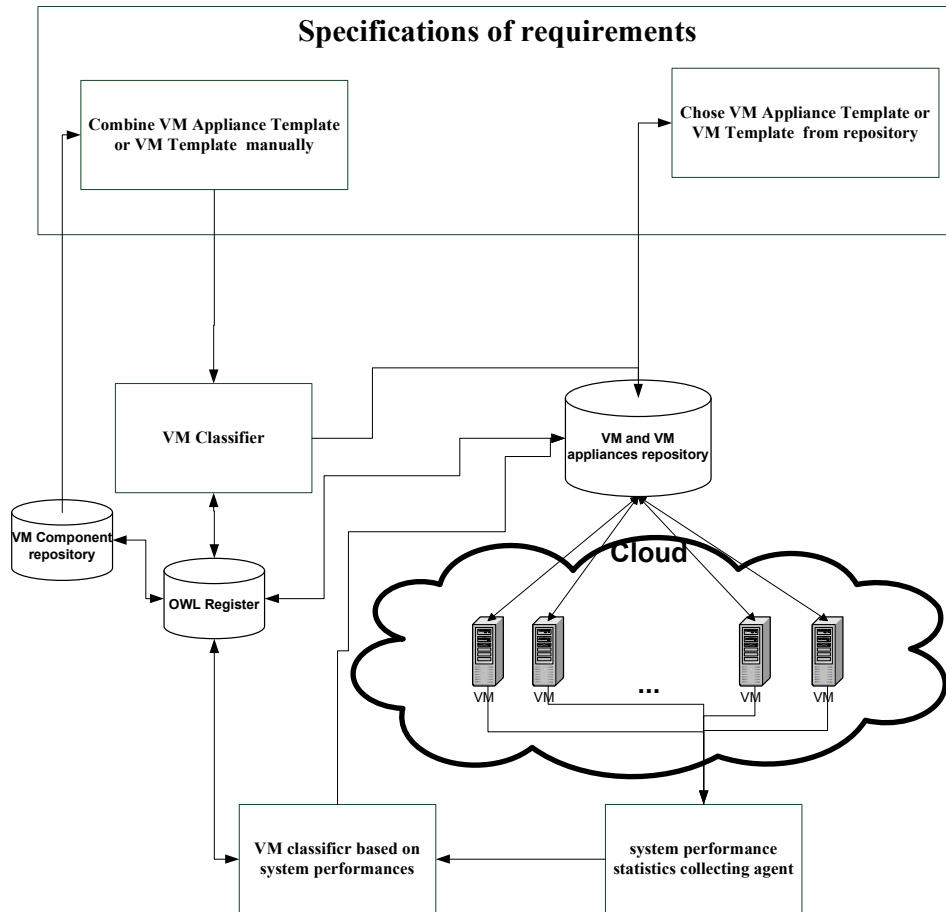 Specifications of requirements
Combine VM Appliance Template
or VM Template manually
Chose VM Appliance Template or
VM Template from repository
VM Classifier
VM and VM
appliances repository
VM Component
repository
OWL Register
Cloud
VM
VM
...
VM
VM
VM classificr based on
system performances
system performance
statistics collecting agent